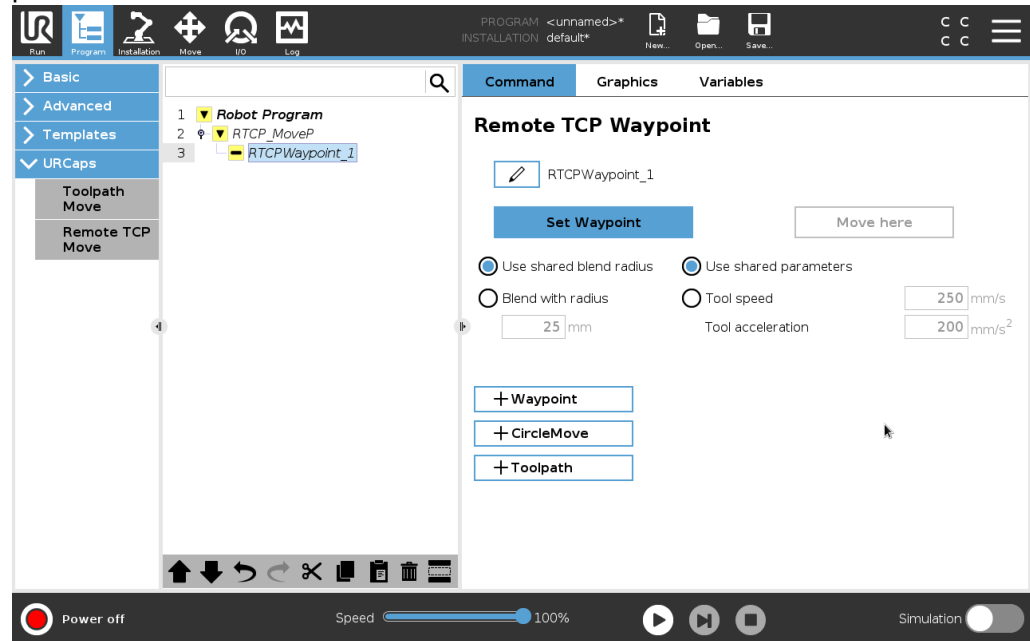 PROGRAM <unnamed>*
INSTALLATION default*
UR
Run
Program
Installation
Move
I/O
Log
New...
Open...
Save...
C C
C C
Basic
Advanced
Templates
URCaps
Toolpath
Move
Remote TCP
Move
1 Robot Program
2 RTCP_MoveP
3 RTCPWaypoint_1
Command
Graphics
Variables
Remote TCP Waypoint
RTCPWaypoint_1
Set Waypoint
Move here
Use shared blend radius
Use shared parameters
Blend with radius
Tool speed
250 mm/s
25 mm
Tool acceleration
200 mm/s²
+ Waypoint
+ CircleMove
+ Toolpath
Power off
Speed
100%
Simulation